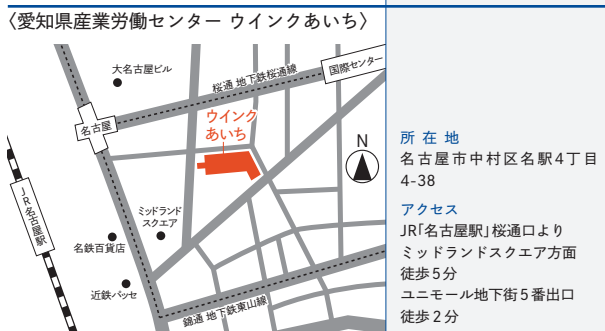 〈愛知県産業労働センター ウインクあいち〉
大名古屋ビル
桜通 地下鉄桜通線
国際センター
名古屋
ウインク
あいち
N
JR名古屋駅
ミッドランド
スクエア
名鉄百貨店
近鉄パッセ
錦通 地下鉄東山線
所在地
名古屋市中村区名駅4丁目
4-38
アクセス
JR「名古屋駅」桜通口より
ミッドランドスクエア方面
徒歩5分
ユニモール地下街5番出口
徒歩2分